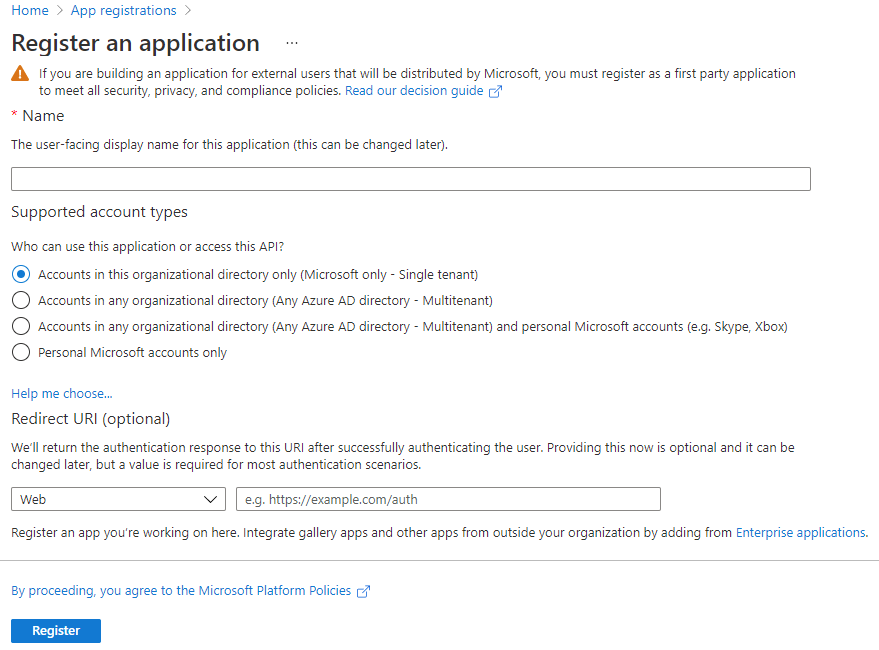 Home > App registrations >
Register an application ...
If you are building an application for external users that will be distributed by Microsoft, you must register as a first party application
to meet all security, privacy, and compliance policies. Read our decision guide
* Name
The user-facing display name for this application (this can be changed later).
Supported account types
Who can use this application or access this API?
Accounts in this organizational directory only (Microsoft only - Single tenant)
Accounts in any organizational directory (Any Azure AD directory - Multitenant)
Accounts in any organizational directory (Any Azure AD directory - Multitenant) and personal Microsoft accounts (e.g. Skype, Xbox)
Personal Microsoft accounts only
Help me choose...
Redirect URI (optional)
We'll return the authentication response to this URI after successfully authenticating the user. Providing this now is optional and it can be
changed later, but a value is required for most authentication scenarios.
Web e.g. https://example.com/auth
Register an app you're working on here. Integrate gallery apps and other apps from outside your organization by adding from Enterprise applications.
By proceeding, you agree to the Microsoft Platform Policies
Register